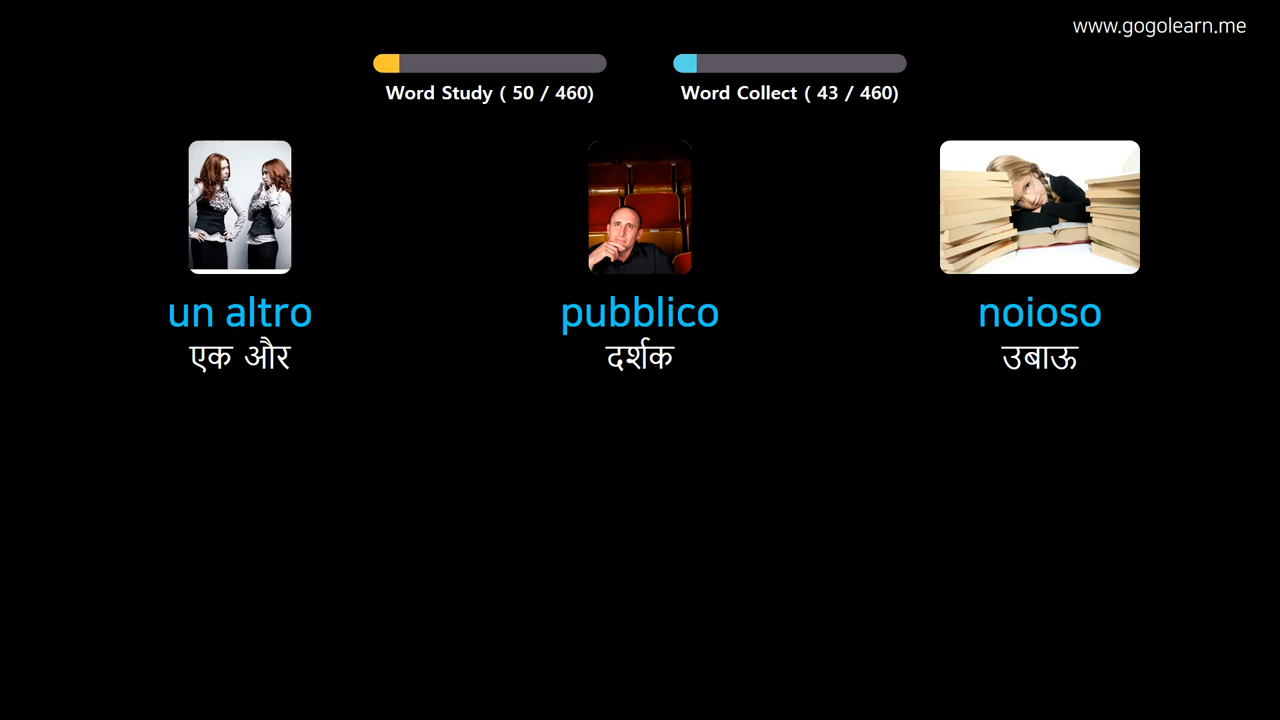 www.gogolearn.me
Word Study ( 50 / 460)
Word Collect ( 43 / 460)
un altro
pubblico
noioso
एक और
दर्शक
उबाऊ